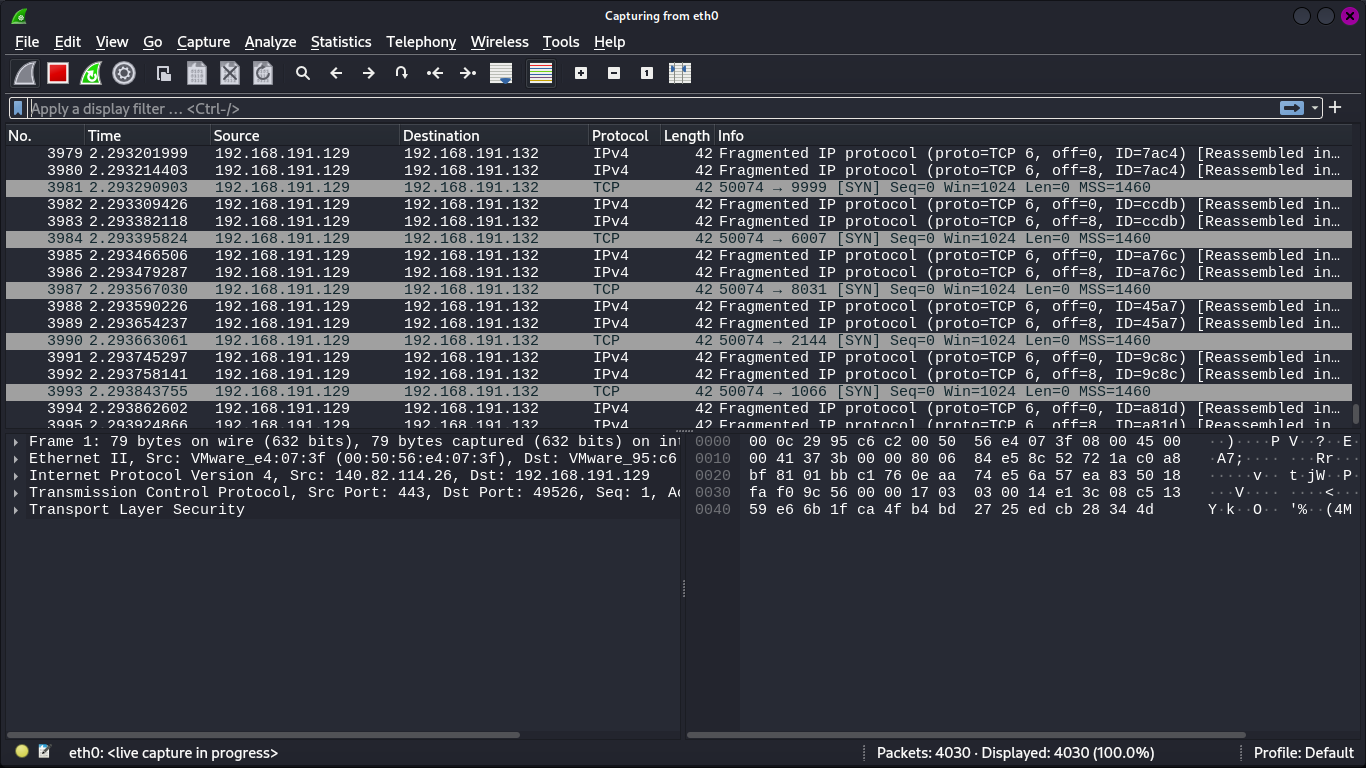 Capturing from eth0
File Edit View Go Capture Analyze Statistics Telephony Wireless Tools Help
Apply a display filter … <Ctrl-/>
No. Time Source Destination Protocol Length Info
3979 2.293201999 192.168.191.129 192.168.191.132 IPv4 42 Fragmented IP protocol (proto=TCP 6, off=0, ID=7ac4) [Reassembled in…
3980 2.293214403 192.168.191.129 192.168.191.132 IPv4 42 Fragmented IP protocol (proto=TCP 6, off=8, ID=7ac4) [Reassembled in…
3981 2.293290903 192.168.191.129 192.168.191.132 TCP 42 50074 → 9999 [SYN] Seq=0 Win=1024 Len=0 MSS=1460
3982 2.293309426 192.168.191.129 192.168.191.132 IPv4 42 Fragmented IP protocol (proto=TCP 6, off=0, ID=ccdb) [Reassembled in…
3983 2.293382118 192.168.191.129 192.168.191.132 IPv4 42 Fragmented IP protocol (proto=TCP 6, off=8, ID=ccdb) [Reassembled in…
3984 2.293395824 192.168.191.129 192.168.191.132 TCP 42 50074 → 6007 [SYN] Seq=0 Win=1024 Len=0 MSS=1460
3985 2.293466506 192.168.191.129 192.168.191.132 IPv4 42 Fragmented IP protocol (proto=TCP 6, off=0, ID=a76c) [Reassembled in…
3986 2.293479287 192.168.191.129 192.168.191.132 IPv4 42 Fragmented IP protocol (proto=TCP 6, off=8, ID=a76c) [Reassembled in…
3987 2.293567030 192.168.191.129 192.168.191.132 TCP 42 50074 → 8031 [SYN] Seq=0 Win=1024 Len=0 MSS=1460
3988 2.293590226 192.168.191.129 192.168.191.132 IPv4 42 Fragmented IP protocol (proto=TCP 6, off=0, ID=45a7) [Reassembled in…
3989 2.293654237 192.168.191.129 192.168.191.132 IPv4 42 Fragmented IP protocol (proto=TCP 6, off=8, ID=45a7) [Reassembled in…
3990 2.293663061 192.168.191.129 192.168.191.132 TCP 42 50074 → 2144 [SYN] Seq=0 Win=1024 Len=0 MSS=1460
3991 2.293745297 192.168.191.129 192.168.191.132 IPv4 42 Fragmented IP protocol (proto=TCP 6, off=0, ID=9c8c) [Reassembled in…
3992 2.293758141 192.168.191.129 192.168.191.132 IPv4 42 Fragmented IP protocol (proto=TCP 6, off=8, ID=9c8c) [Reassembled in…
3993 2.293843755 192.168.191.129 192.168.191.132 TCP 42 50074 → 1066 [SYN] Seq=0 Win=1024 Len=0 MSS=1460
3994 2.293862602 192.168.191.129 192.168.191.132 IPv4 42 Fragmented IP protocol (proto=TCP 6, off=0, ID=a81d) [Reassembled in…
3995 2.293924866 192.168.191.129 192.168.191.132 IPv4 42 Fragmented IP protocol (proto=TCP 6, off=8, ID=a81d) [Reassembled in…
Frame 1: 79 bytes on wire (632 bits), 79 bytes captured (632 bits) on int
Ethernet II, Src: VMware_e4:07:3f (00:50:56:e4:07:3f), Dst: VMware_95:c6
Internet Protocol Version 4, Src: 140.82.114.26, Dst: 192.168.191.129
Transmission Control Protocol, Src Port: 443, Dst Port: 49526, Seq: 1, Ac
Transport Layer Security
0000 00 0c 29 95 c6 c2 00 50 56 e4 07 3f 08 00 45 00 ··)····P V··?··E·
0010 00 41 37 3b 00 00 80 06 84 e5 8c 52 72 1a c0 a8 ·A7;···· ···Rr···
0020 bf 81 01 bb c1 76 0e aa 74 e5 6a 57 ea 83 50 18 ·····v·· t·jW··P·
0030 fa f0 9c 56 00 00 17 03 03 00 14 e1 3c 08 c5 13 ···V···· ····<···
0040 59 e6 6b 1f ca 4f b4 bd 27 25 ed cb 28 34 4d Y·k··O·· '%··(4M
eth0: <live capture in progress>
Packets: 4030 · Displayed: 4030 (100.0%)
Profile: Default